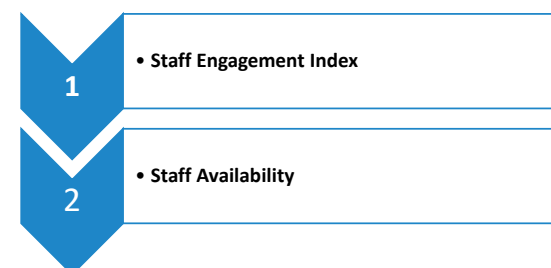 1
• Staff Engagement Index
2
• Staff Availability